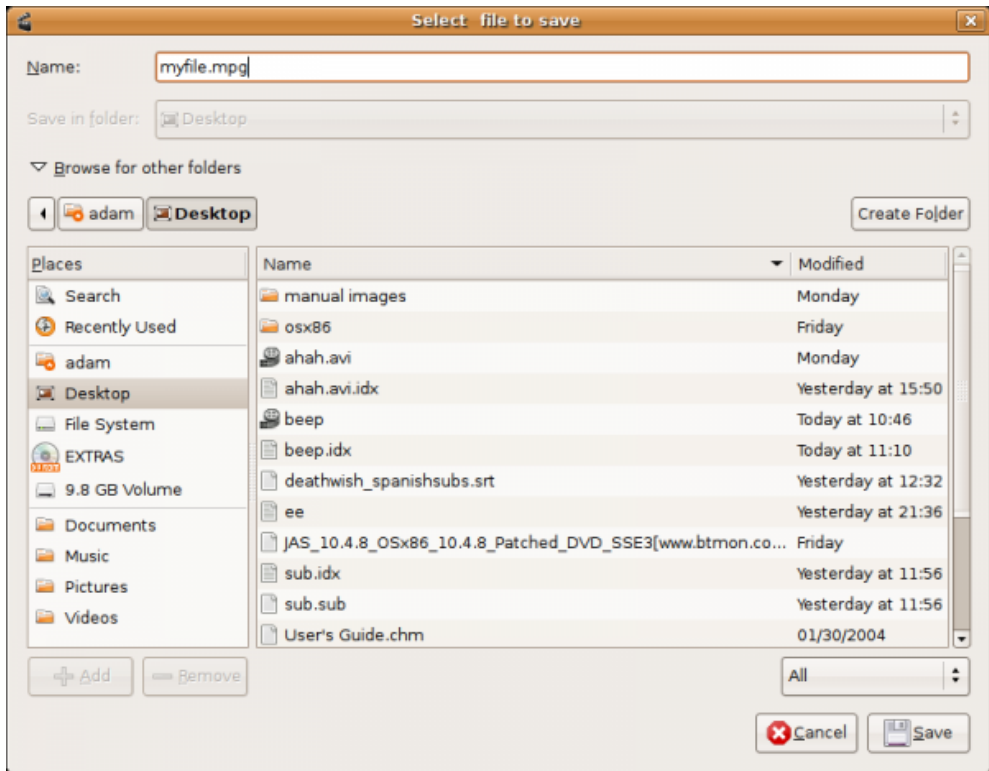 Select file to save
Name: myfile.mpg
Save in folder: Desktop
Browse for other folders
adam Desktop Create Folder
Places Name Modified
Search manual images Monday
Recently Used osx86 Friday
adam ahah.avi Monday
Desktop ahah.avi.idx Yesterday at 15:50
File System beep Today at 10:46
EXTRAS beep.idx Today at 11:10
9.8 GB Volume deathwish_spanishsubs.srt Yesterday at 12:32
Documents ee Yesterday at 21:36
Music JAS_10.4.8_OSx86_10.4.8_Patched_DVD_SSE3[www.btmon.co... Friday
Pictures sub.idx Yesterday at 11:56
Videos sub.sub Yesterday at 11:56
User's Guide.chm 01/30/2004
Add Remove All
Cancel Save